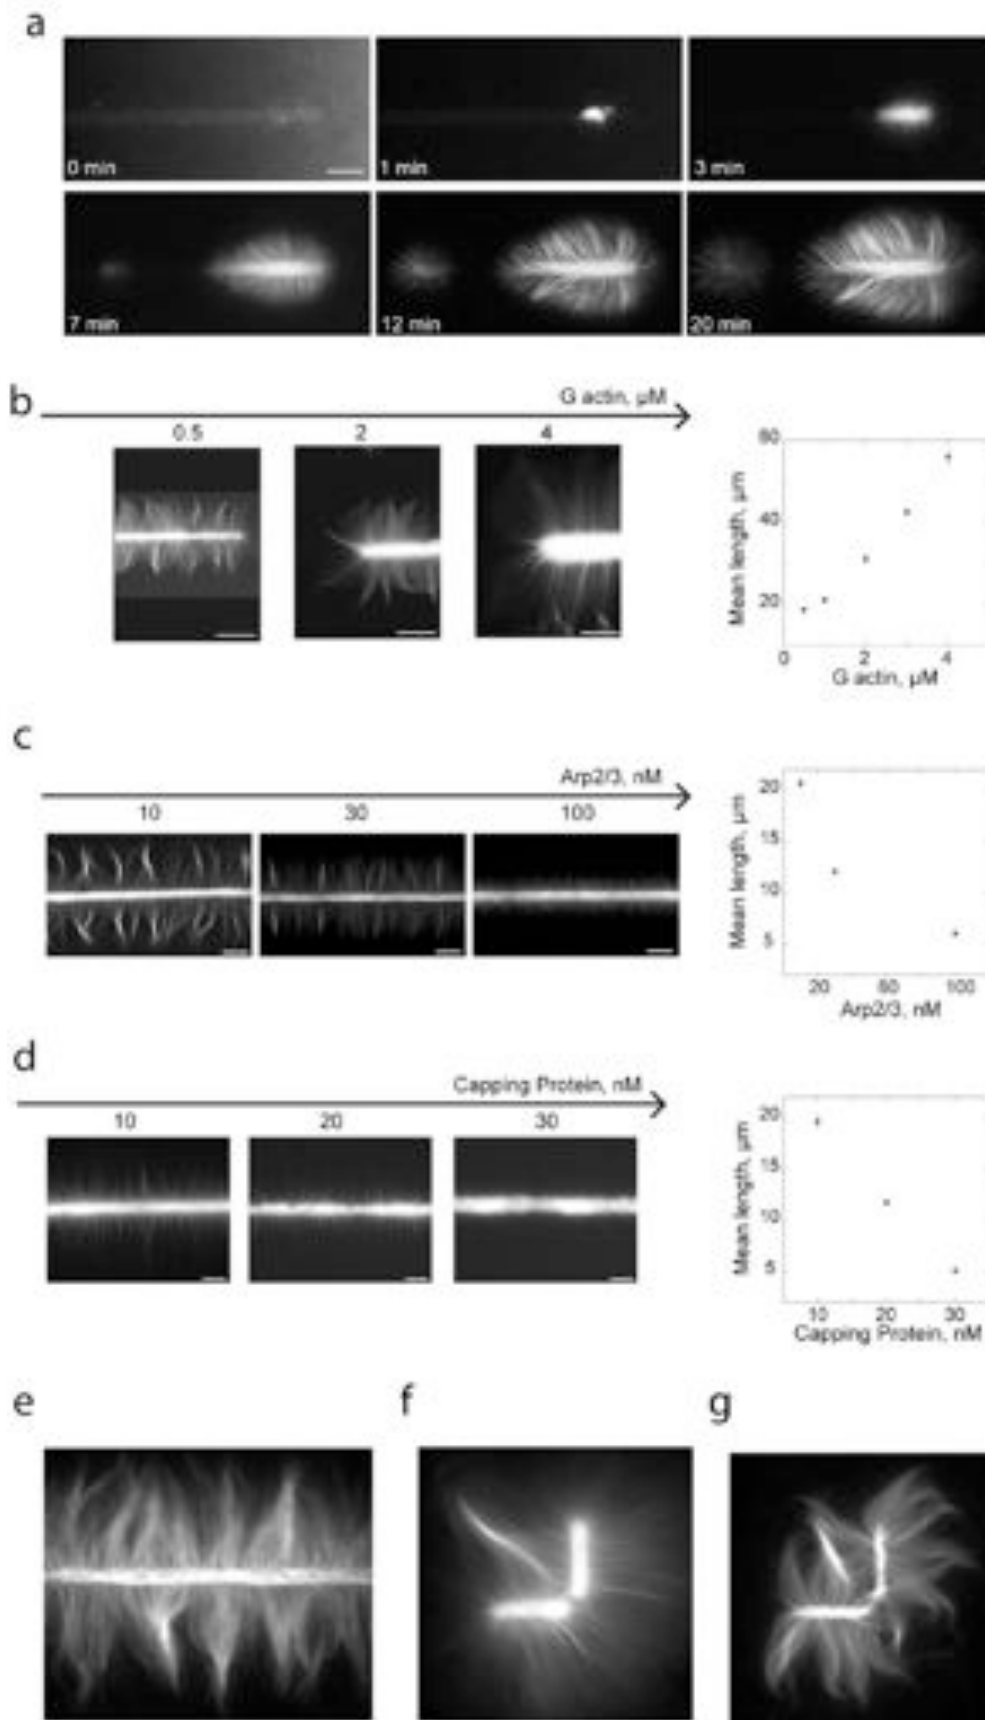 a
0 min
1 min
3 min
7 min
12 min
20 min
b
G actin, µM
0.5
2
4
60
40
20
Mean length, µm
0
2
4
G actin, µM
c
Arp2/3, nM
10
30
100
20
15
10
5
Mean length, µm
20
60
100
Arp2/3, nM
d
Capping Protein, nM
10
20
30
20
15
10
5
Mean length, µm
10
20
30
Capping Protein, nM
e
f
g